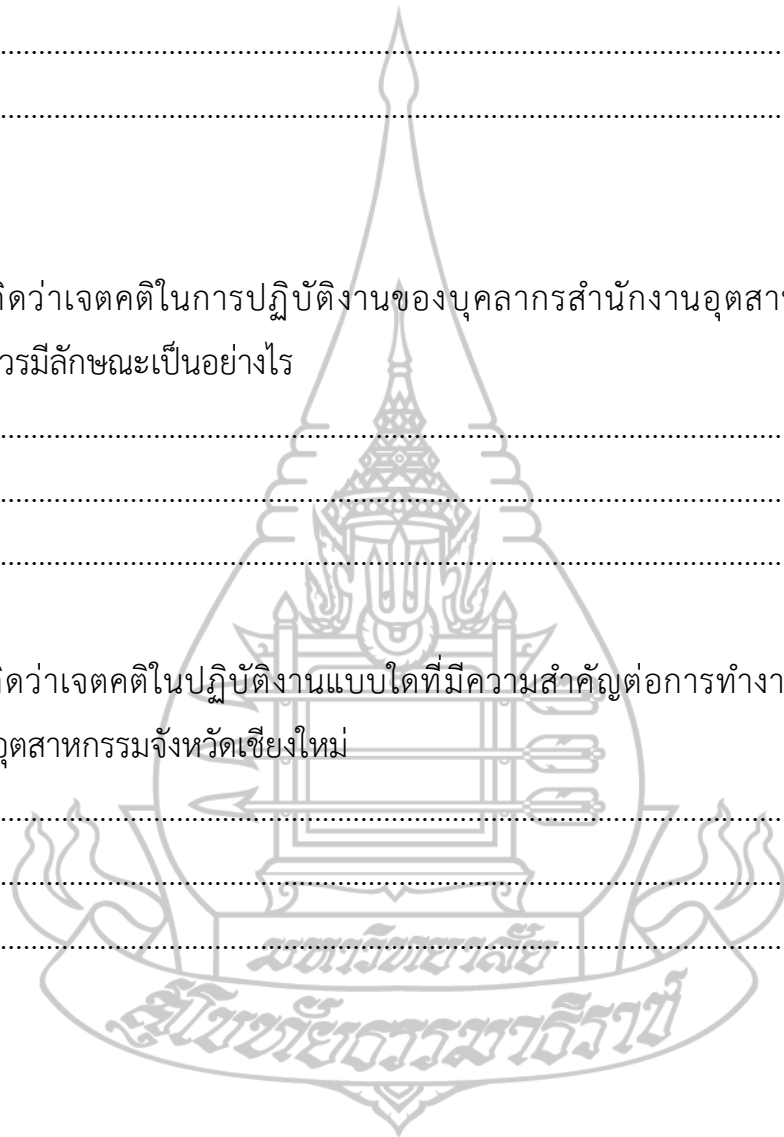 ...........................................................................................................
...........................................................................................................
คิดว่าเจตคติในการปฏิบัติงานของบุคลากรสำนักงานอุตสา
ควรมีลักษณะเป็นอย่างไร
...........................................................................................................
...........................................................................................................
...........................................................................................................
คิดว่าเจตคติในปฏิบัติงานแบบใดที่มีความสำคัญต่อการทำงา
อุตสาหกรรมจังหวัดเชียงใหม่
...........................................................................................................
...........................................................................................................
...........................................................................................................
มหาวิทยาลัย
สุโขทัยธรรมาธิราช